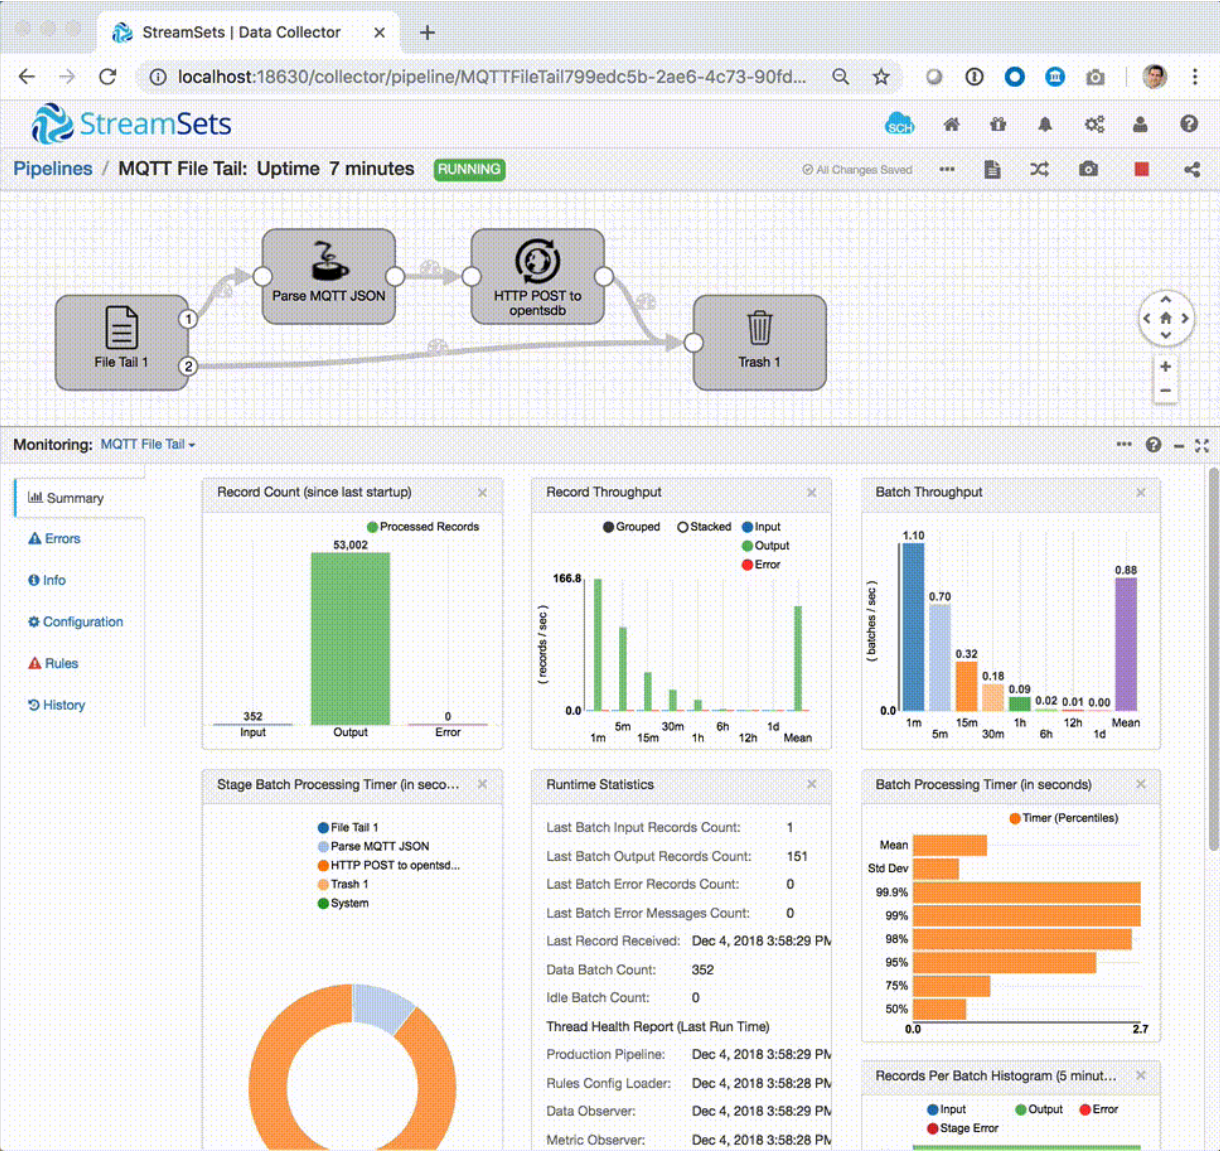 StreamSets | Data Collector
localhost:18630/collector/pipeline/MQTTFileTail799edc5b-2ae6-4c73-90fd...
StreamSets
SCH
Pipelines / MQTT File Tail: Uptime 7 minutes RUNNING
All Changes Saved
Parse MQTT JSON
HTTP POST to
opentsdb
File Tail 1
1
2
Trash 1
Monitoring: MQTT File Tail
Summary
Errors
Info
Configuration
Rules
History
Record Count (since last startup)
Processed Records
53,002
352
0
Input
Output
Error
Record Throughput
Grouped Stacked Input
Output
Error
166.8
( records / sec )
0.0
5m 30m 6h 1d
1m 15m 1h 12h Mean
Batch Throughput
1.10
0.88
0.70
( batches / sec )
0.32
0.18
0.09
0.02 0.01 0.00
0.0
1m 15m 1h 12h Mean
5m 30m 6h 1d
Stage Batch Processing Timer (in seco...
File Tail 1
Parse MQTT JSON
HTTP POST to opentsd...
Trash 1
System
Runtime Statistics
Last Batch Input Records Count: 1
Last Batch Output Records Count: 151
Last Batch Error Records Count: 0
Last Batch Error Messages Count: 0
Last Record Received: Dec 4, 2018 3:58:29 PM
Data Batch Count: 352
Idle Batch Count: 0
Thread Health Report (Last Run Time)
Production Pipeline: Dec 4, 2018 3:58:29 PM
Rules Config Loader: Dec 4, 2018 3:58:28 PM
Data Observer: Dec 4, 2018 3:58:29 PM
Metric Observer: Dec 4, 2018 3:58:28 PM
Batch Processing Timer (in seconds)
Timer (Percentiles)
Mean
Std Dev
99.9%
99%
98%
95%
75%
50%
0.0 2.7
Records Per Batch Histogram (5 minut...
Input Output Error
Stage Error